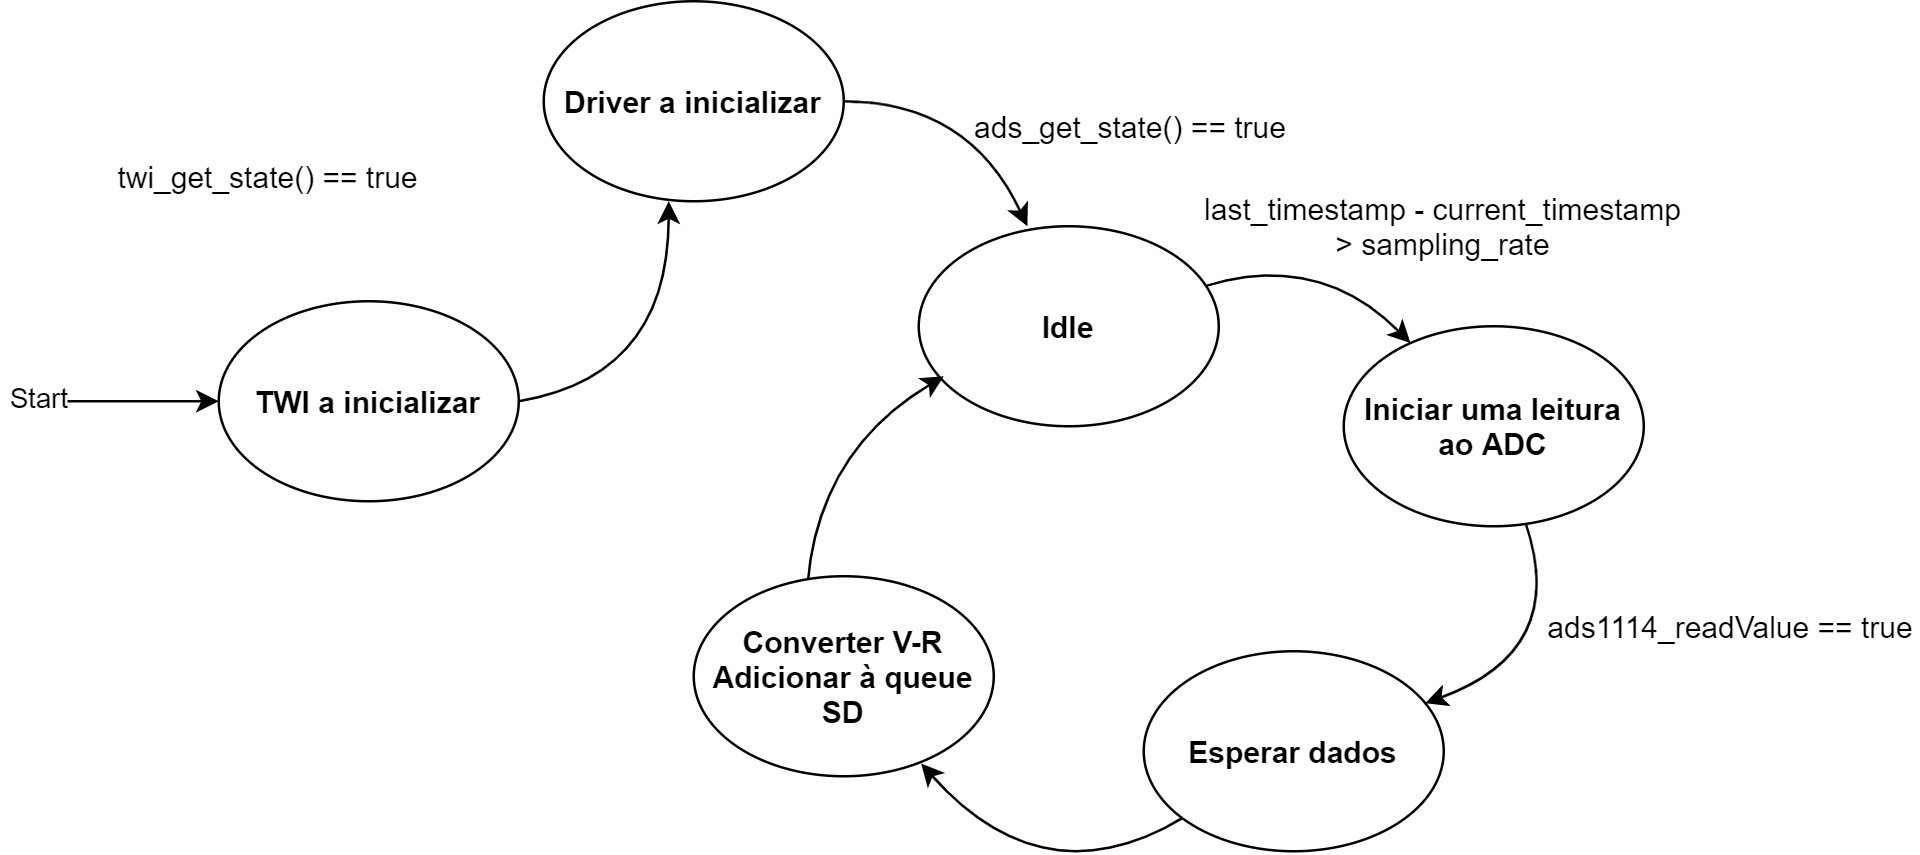 Driver a inicializar
ads_get_state() == true
twi_get_state() == true
last_timestamp - current_timestamp
> sampling_rate
Idle
Start
TWI a inicializar
Iniciar uma leitura
ao ADC
ads1114_readValue == true
Converter V-R
Adicionar à queue
SD
Esperar dados